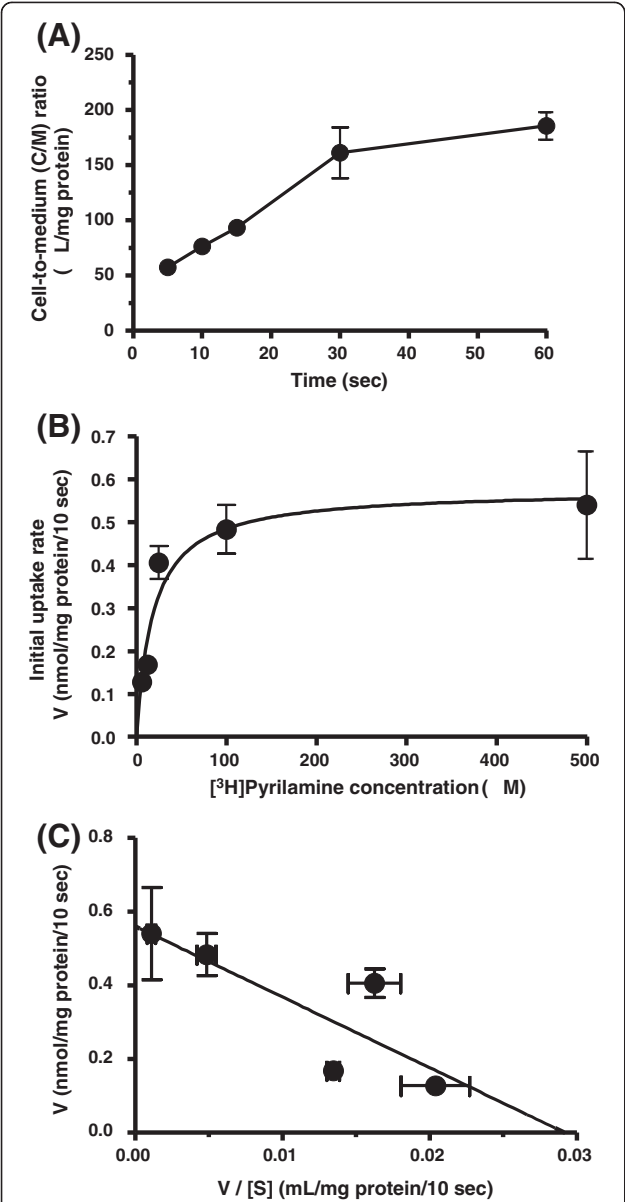 (A)
250
200
150
100
50
0
Cell-to-medium (C/M) ratio
( L/mg protein)
0 10 20 30 40 50 60
Time (sec)
(B)
0.7
0.6
0.5
0.4
0.3
0.2
0.1
0.0
Initial uptake rate
V (nmol/mg protein/10 sec)
0 100 200 300 400 500
[³H]Pyrilamine concentration ( M)
(C)
0.8
0.6
0.4
0.2
0.0
V (nmol/mg protein/10 sec)
0.00 0.01 0.02 0.03
V / [S] (mL/mg protein/10 sec)